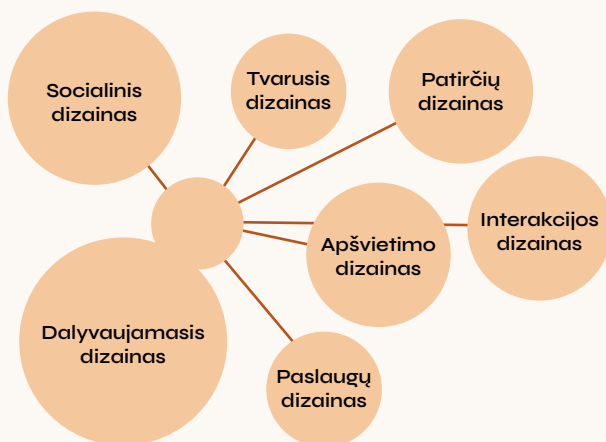 Socialinis
dizainas
Tvarusis
dizainas
Patirčių
dizainas
Apšvietimo
dizainas
Interakcijos
dizainas
Dalyvaujamasis
dizainas
Paslaugų
dizainas